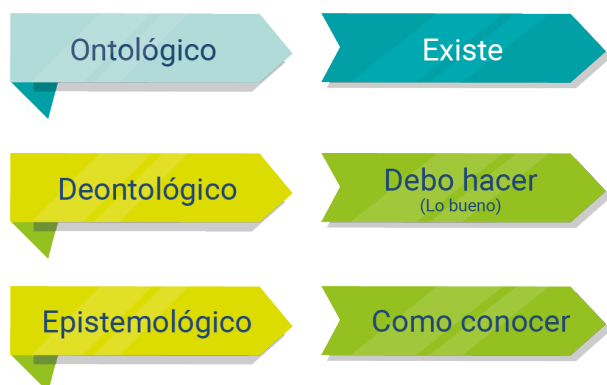 Ontológico
Existe
Deontológico
Debo hacer
(Lo bueno)
Epistemológico
Como conocer